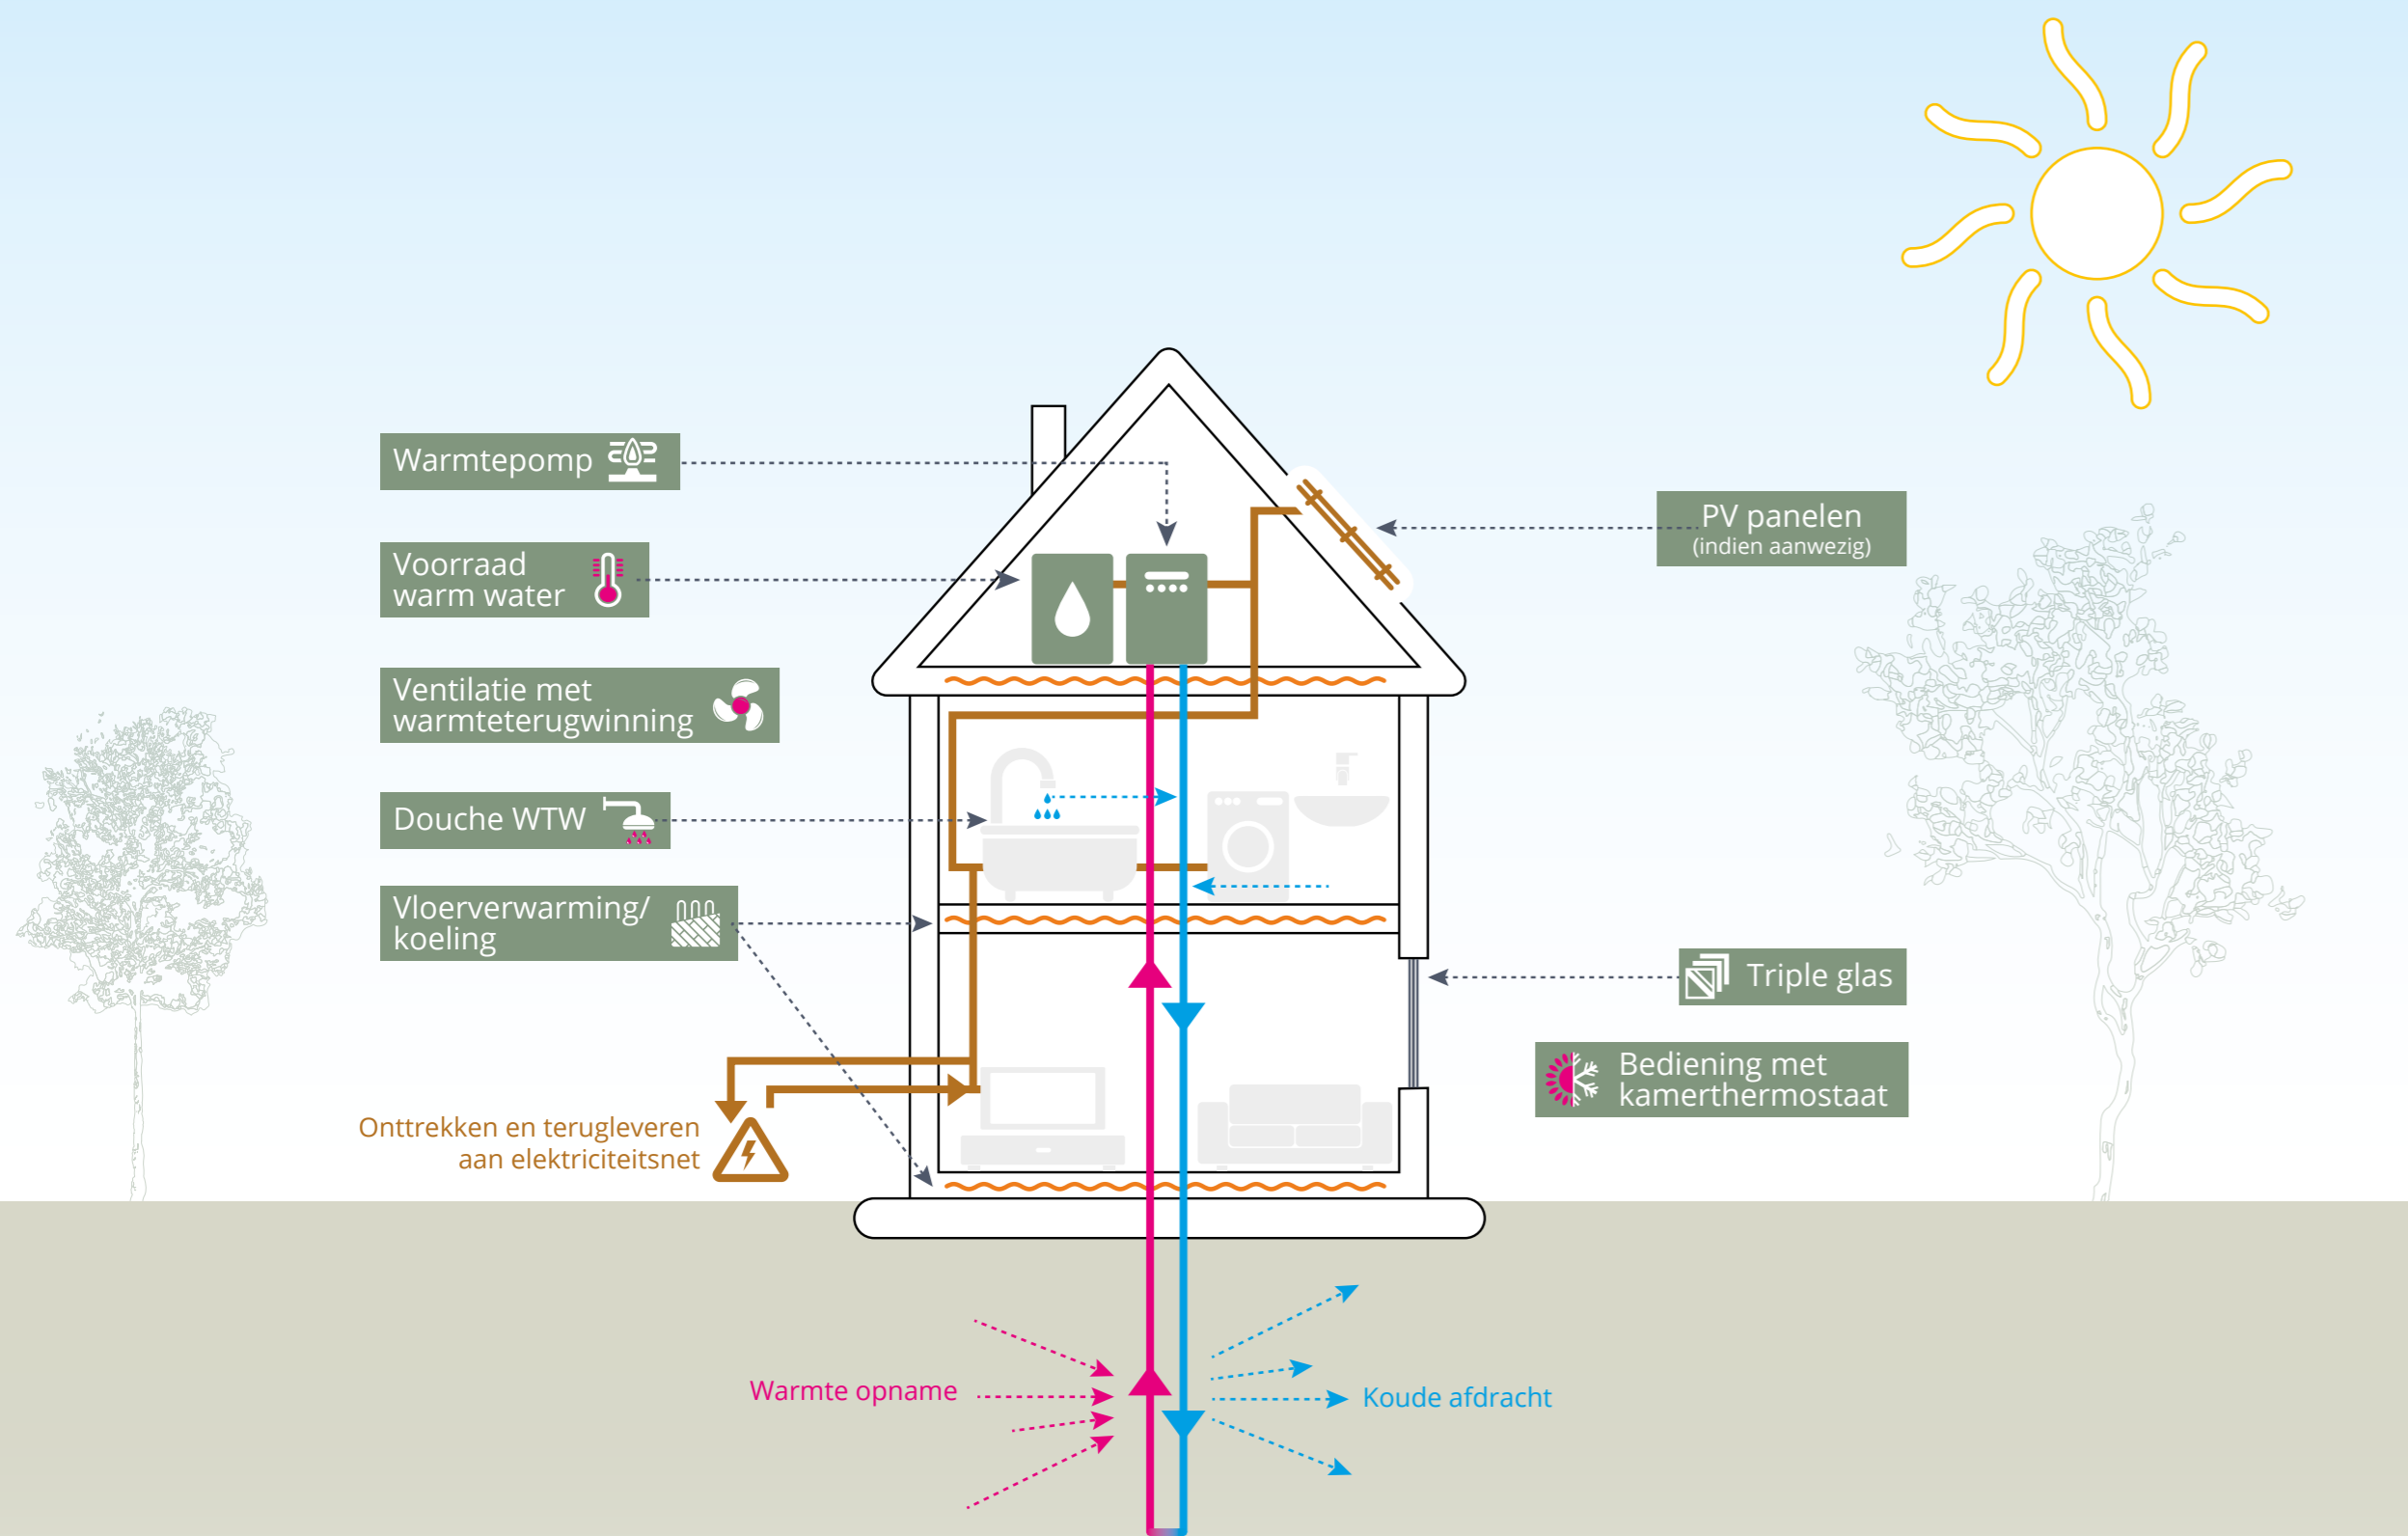 Warmtepomp
Voorraad
warm water
Ventilatie met
warmteterugwinning
Douche WTW
Vloerverwarming/
koeling
Onttrekken en terugleveren
aan elektriciteitsnet
PV panelen
(indien aanwezig)
Triple glas
Bediening met
kamerthermostaat
Warmte opname
Koude afdracht